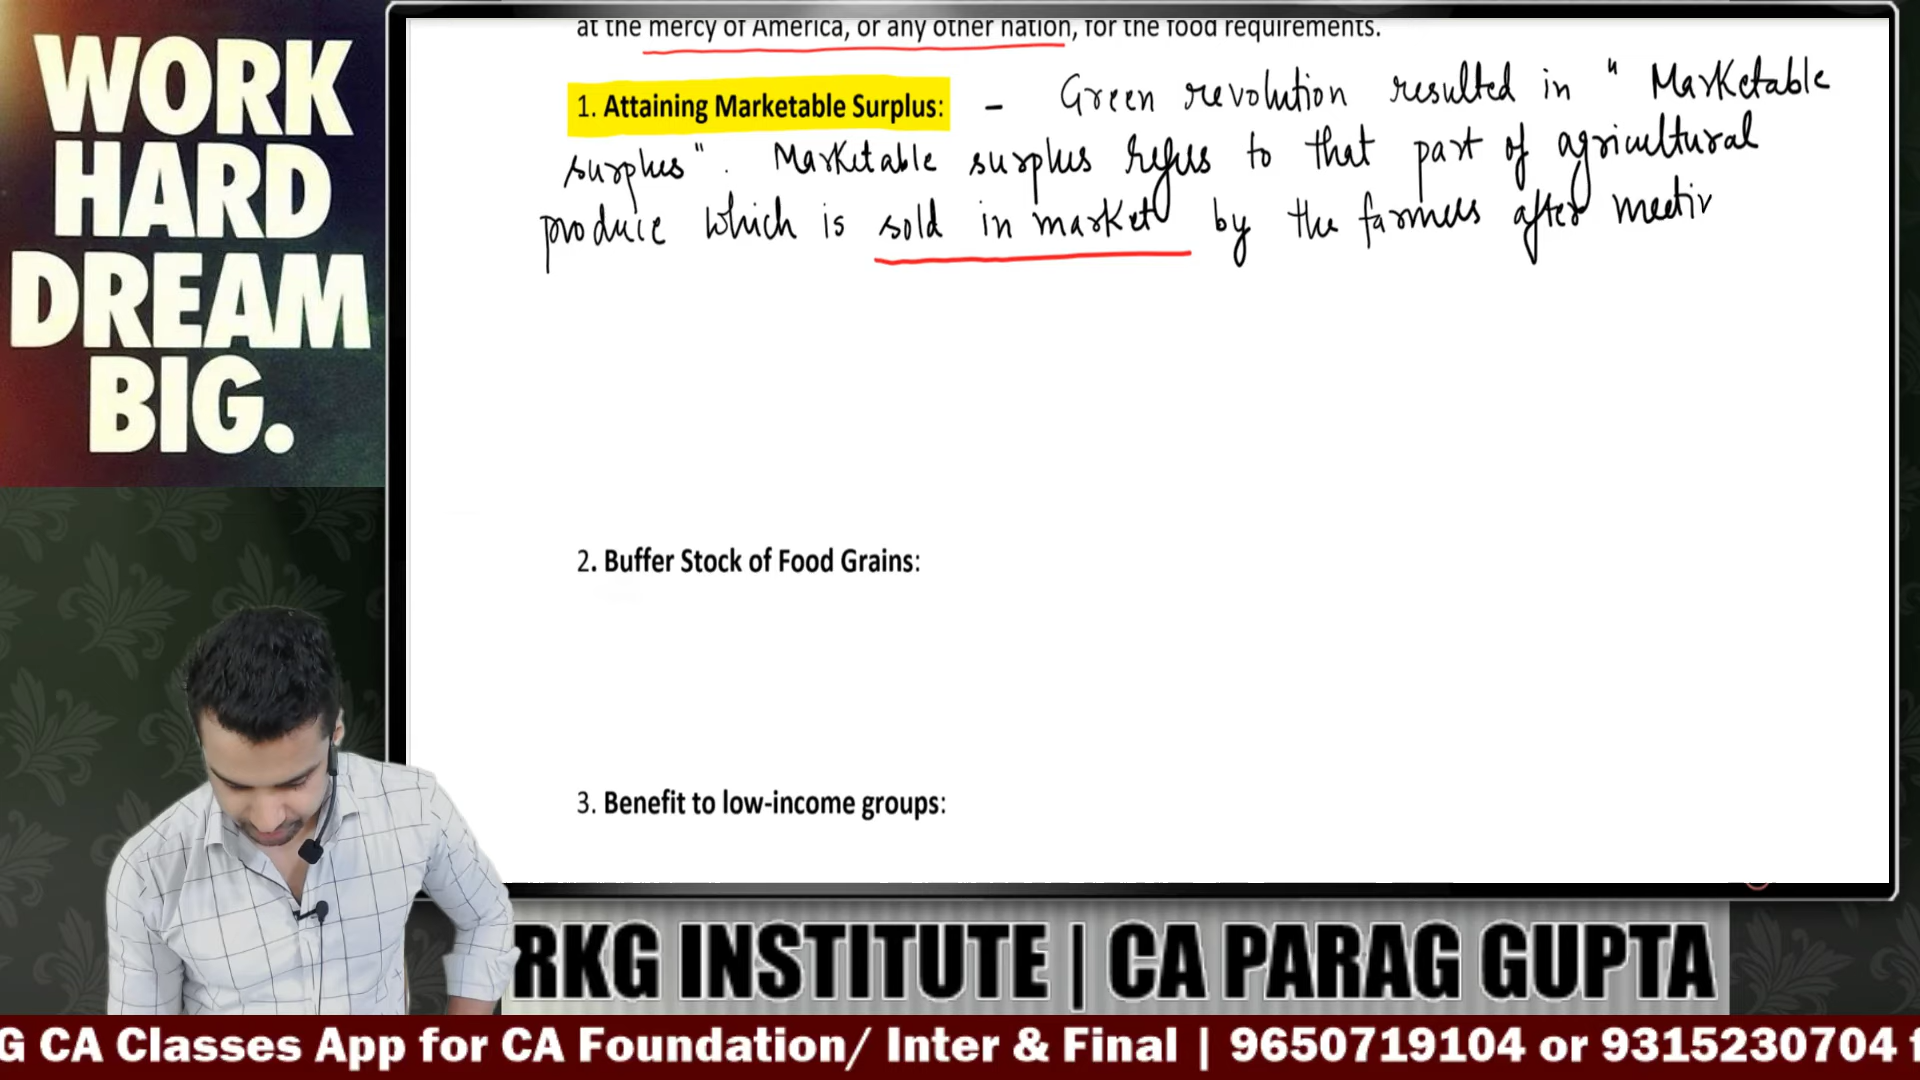 WORK
HARD
DREAM
BIG.
at the mercy of America, or any other nation, for the food requirements.
1. Attaining Marketable Surplus: - Green revolution resulted in " Marketable
surplus". Marketable surplus refers to that part of agricultural
produce which is sold in market by the farmers after meetin
2. Buffer Stock of Food Grains:
3. Benefit to low-income groups:
RKG INSTITUTE | CA PARAG GUPTA
G CA Classes App for CA Foundation/ Inter & Final | 9650719104 or 9315230704 f